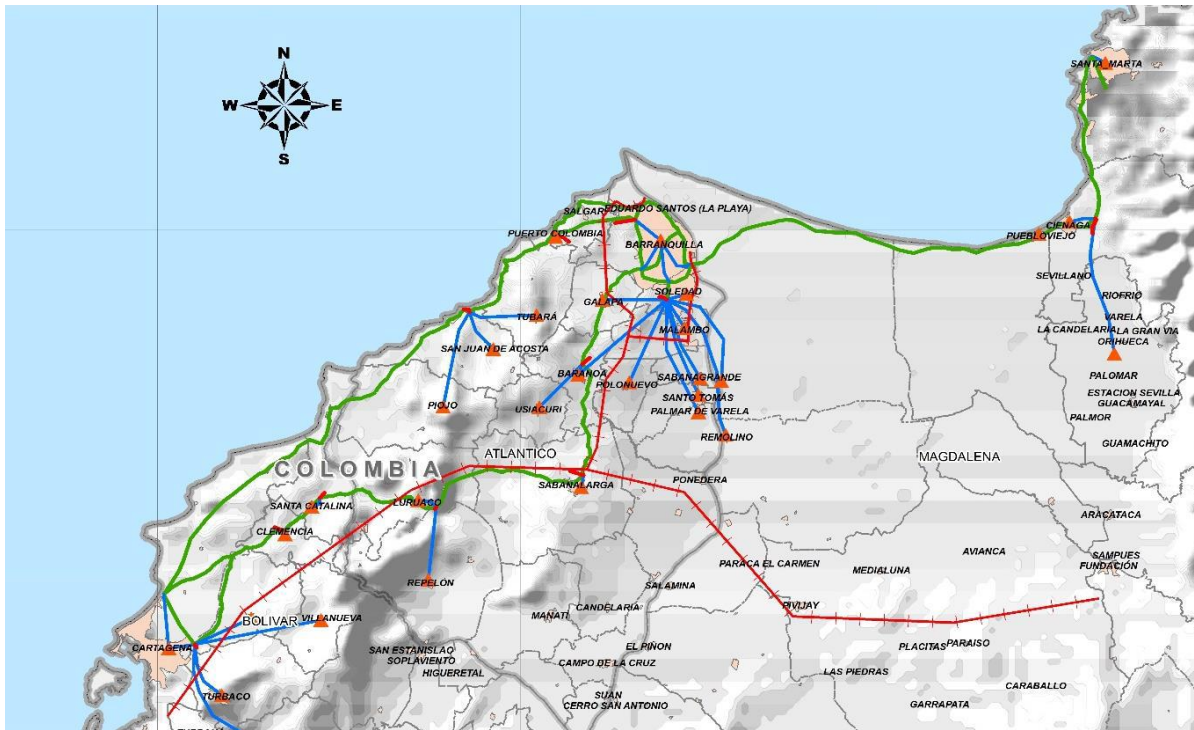 N
W E
S
SANTA MARTA
SALGAR
EDUARDO SANTOS (LA PLAYA)
PUERTO COLOMBIA
BARRANQUILLA
CIENAGA
PUEBLOVIEJO
SEVILLANO
SOLEDAD
GALAPA
RIOFRIO
TUBARÁ
VARELA
MALAMBO
LA CANDELARIA
LA GRAN VIA
ORIHUECA
SAN JUAN DE ACOSTA
BARANOA
POLONUEVO
SABANAGRANDE
PALOMAR
SANTO TOMÁS
ESTACION SEVILLA
GUACAMAYAL
PIOJO
USIACURI
PALMAR DE VARELA
PALMOR
REMOLINO
GUAMACHITO
ATLANTICO
MAGDALENA
COLOMBIA
SABANALARGA
PONEDERA
LURUACO
SANTA CATALINA
ARACATACA
CLEMENCIA
AVIANCA
SAMPUES
FUNDACIÓN
PARACA EL CARMEN
MEDIALUNA
REPELÓN
SALAMINA
CANDELARIA
PIVIJAY
MANATÍ
BOLIVAR
VILLANUEVA
CARTAGENA
SAN ESTANISLAO
SOPLAVIENTO
HIGUERETAL
EL PIÑON
PLACITAS
PARAISO
CAMPO DE LA CRUZ
LAS PIEDRAS
CARABALLO
TURBACO
SUAN
CERRO SAN ANTONIO
GARRAPATA